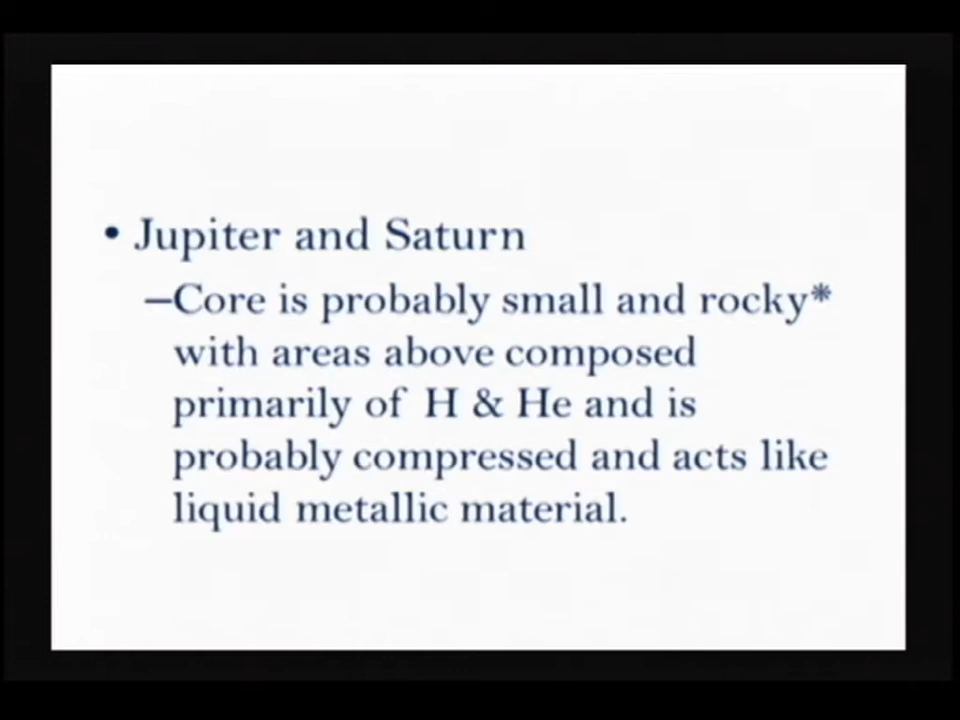 • Jupiter and Saturn
–Core is probably small and rocky*
with areas above composed
primarily of H & He and is
probably compressed and acts like
liquid metallic material.